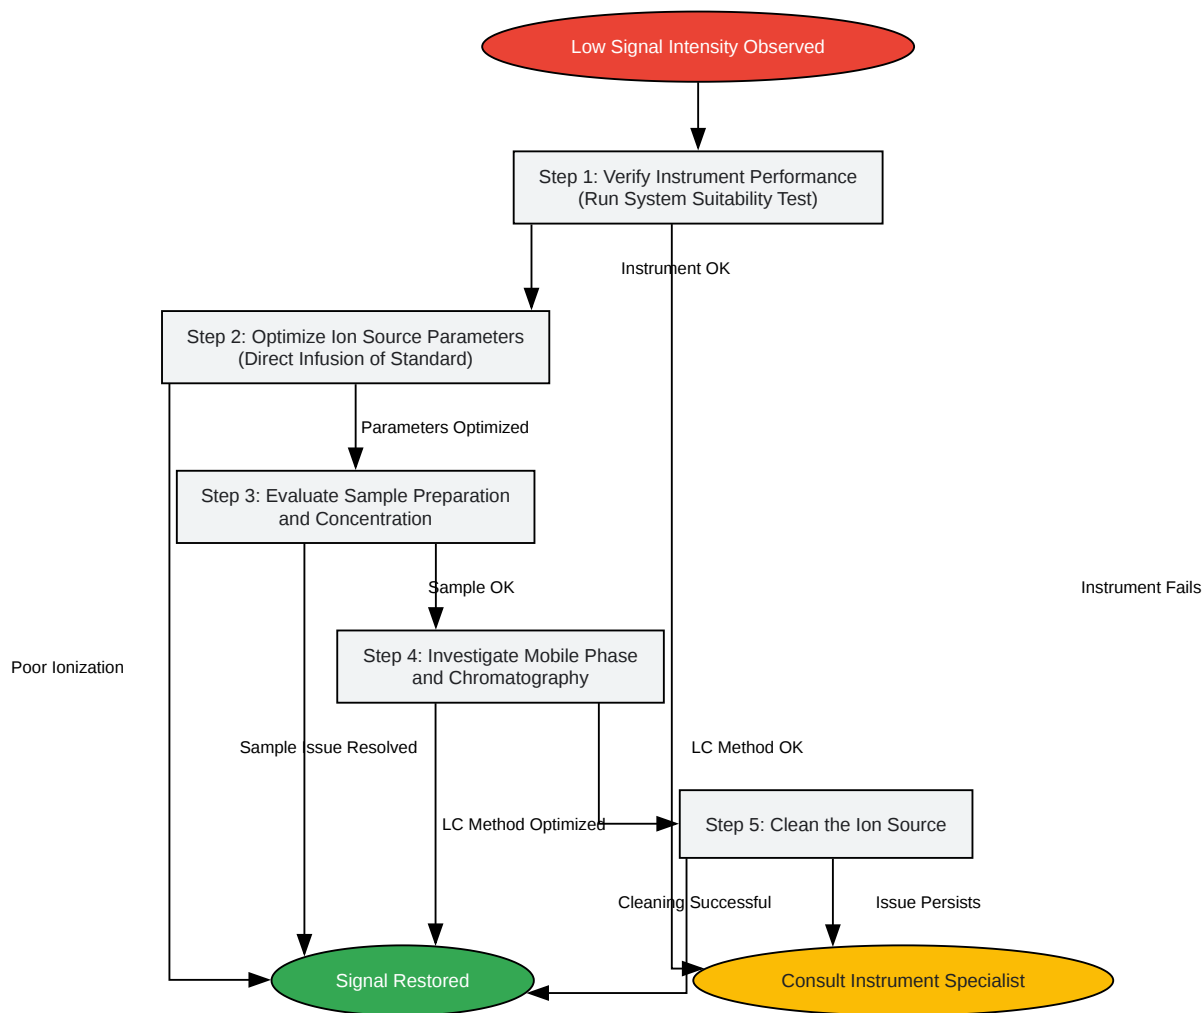 Low Signal Intensity Observed
Step 1: Verify Instrument Performance
(Run System Suitability Test)
Instrument OK
Step 2: Optimize Ion Source Parameters
(Direct Infusion of Standard)
Parameters Optimized
Step 3: Evaluate Sample Preparation
and Concentration
Sample OK
Instrument Fails
Step 4: Investigate Mobile Phase
and Chromatography
Poor Ionization
Sample Issue Resolved
LC Method OK
LC Method Optimized
Step 5: Clean the Ion Source
Cleaning Successful
Issue Persists
Signal Restored
Consult Instrument Specialist